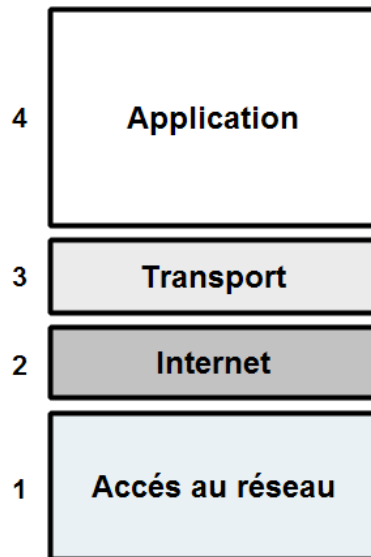 4 Application
3 Transport
2 Internet
1 Accés au réseau